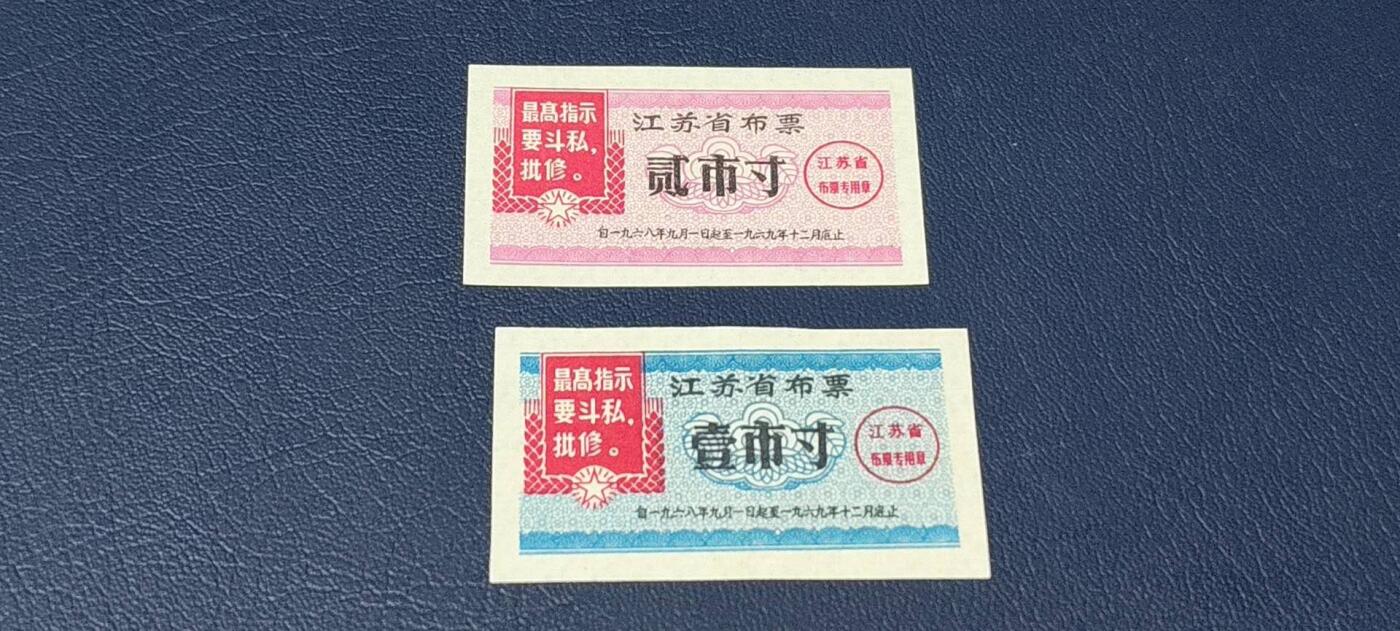 最高指示
要斗私，
批修。
江苏省布票
贰市寸
江苏省
布票专用章
自一九六八年九月一日起至一九六九年十二月底止
最高指示
要斗私，
批修。
江苏省布票
壹市寸
江苏省
布票专用章
自一九六八年九月一日起至一九六九年十二月底止